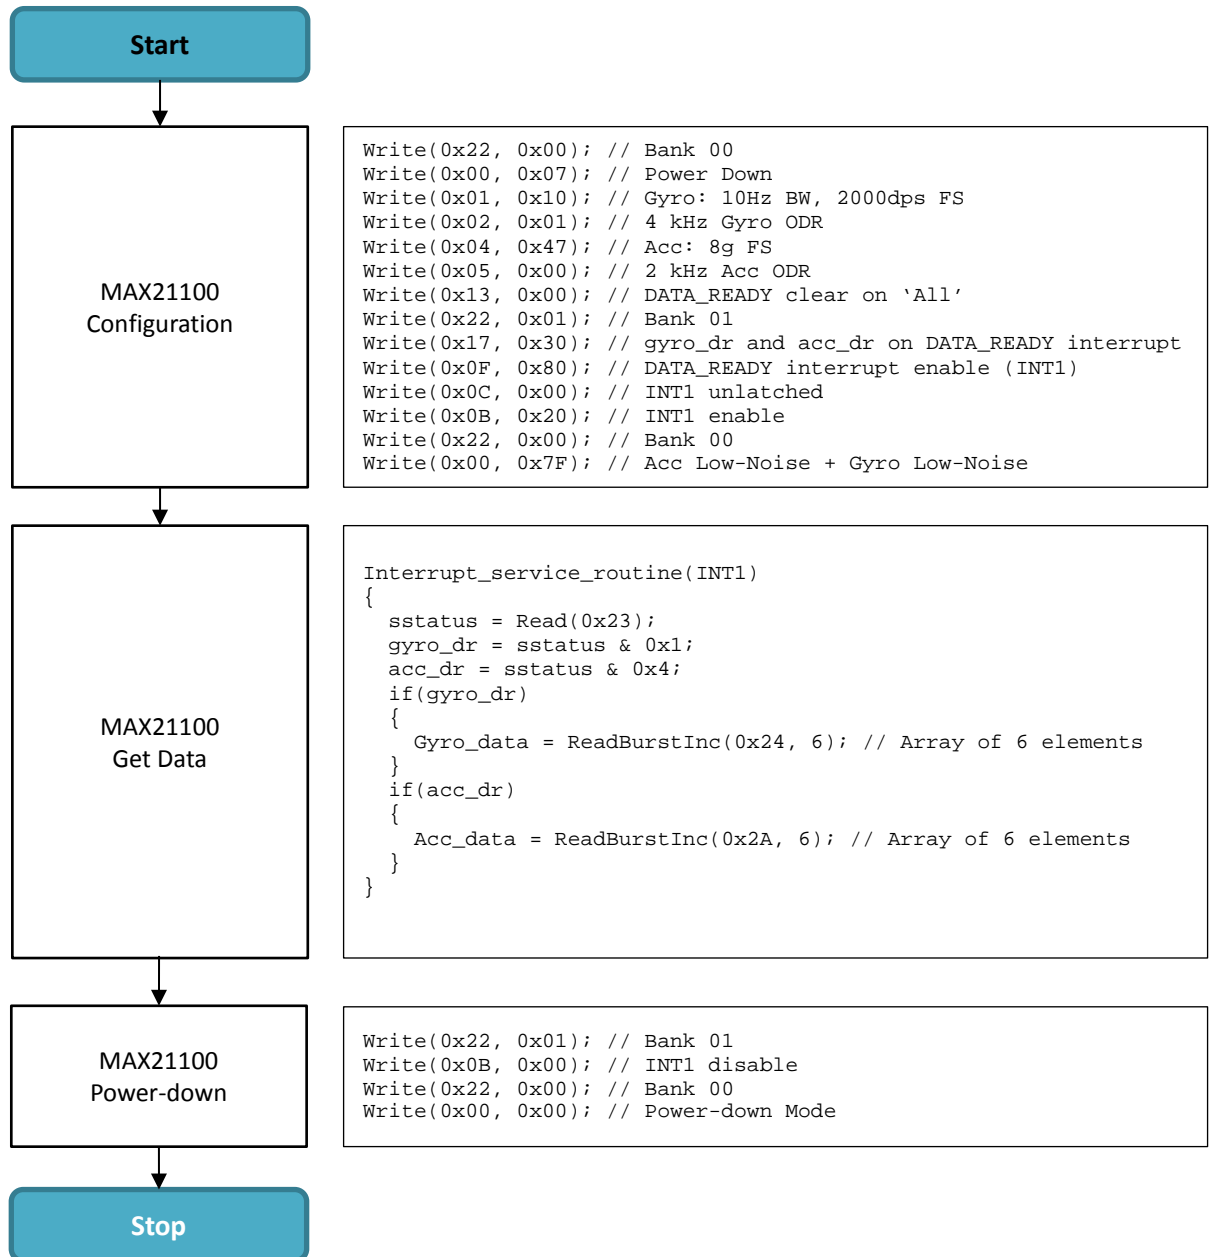 Start
MAX21100
Configuration
Write(0x22, 0x00); // Bank 00
Write(0x00, 0x07); // Power Down
Write(0x01, 0x10); // Gyro: 10Hz BW, 2000dps FS
Write(0x02, 0x01); // 4 kHz Gyro ODR
Write(0x04, 0x47); // Acc: 8g FS
Write(0x05, 0x00); // 2 kHz Acc ODR
Write(0x13, 0x00); // DATA_READY clear on ‘All’
Write(0x22, 0x01); // Bank 01
Write(0x17, 0x30); // gyro_dr and acc_dr on DATA_READY interrupt
Write(0x0F, 0x80); // DATA_READY interrupt enable (INT1)
Write(0x0C, 0x00); // INT1 unlatched
Write(0x0B, 0x20); // INT1 enable
Write(0x22, 0x00); // Bank 00
Write(0x00, 0x7F); // Acc Low-Noise + Gyro Low-Noise
MAX21100
Get Data
Interrupt_service_routine(INT1)
{
  sstatus = Read(0x23);
  gyro_dr = sstatus & 0x1;
  acc_dr = sstatus & 0x4;
  if(gyro_dr)
  {
    Gyro_data = ReadBurstInc(0x24, 6); // Array of 6 elements
  }
  if(acc_dr)
  {
    Acc_data = ReadBurstInc(0x2A, 6); // Array of 6 elements
  }
}
MAX21100
Power-down
Write(0x22, 0x01); // Bank 01
Write(0x0B, 0x00); // INT1 disable
Write(0x22, 0x00); // Bank 00
Write(0x00, 0x00); // Power-down Mode
Stop